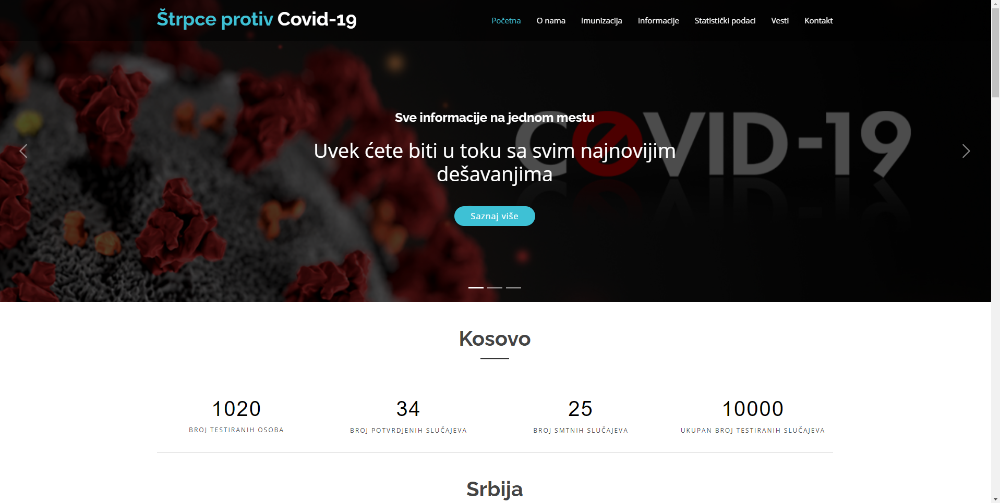 Štrpce protiv Covid-19
Početna O nama Imunizacija Informacije Statistički podaci Vesti Kontakt
COVID-19
Sve informacije na jednom mestu
Uvek ćete biti u toku sa svim najnovijim
dešavanjima
Saznaj više
Kosovo
1020 34 25 10000
BROJ TESTIRANIH OSOBA BROJ POTVRDJENIH SLUČAJEVA BROJ SMTNIH SLUČAJEVA UKUPAN BROJ TESTIRANIH SLUČAJEVA
Srbija